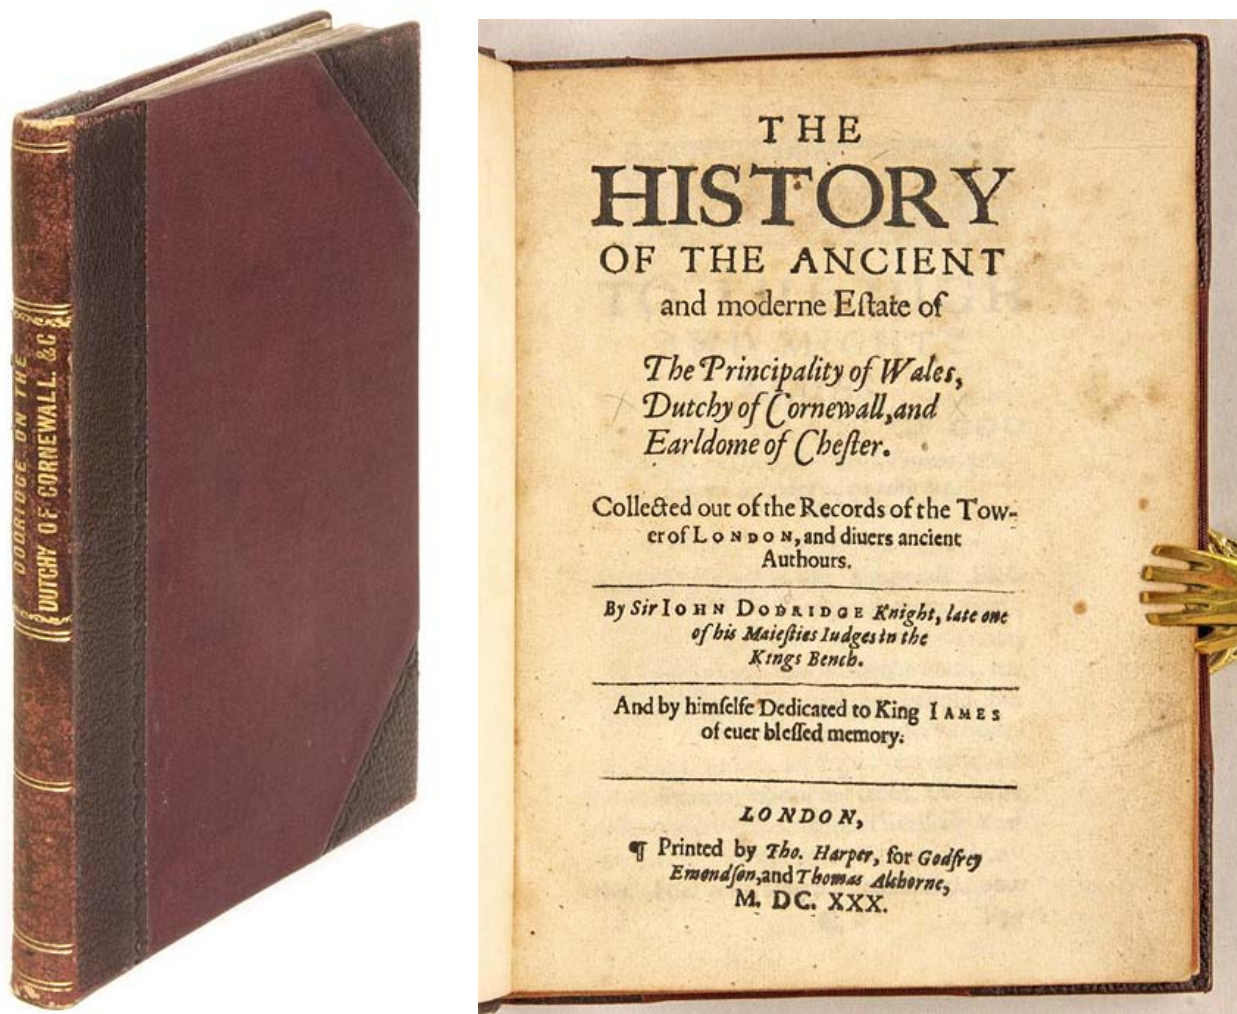 DODRIDGE ON THE
DUTCHY OF CORNEWALL. &C
THE
HISTORY
OF THE ANCIENT
and moderne Eſtate of
The Principality of Wales,
Dutchy of Cornewall, and
Earldome of Cheſter.
Collected out of the Records of the Tow-
er of LONDON, and diuers ancient
Authours.
By Sir IOHN DODRIDGE Knight, late one
of his Maieſties Iudges in the
Kings Bench.
And by himſelfe Dedicated to King IAMES
of euer bleſſed memory.
LONDON,
¶ Printed by Tho. Harper, for Godfrey
Emondſon, and Thomas Alchorne,
M. DC. XXX.